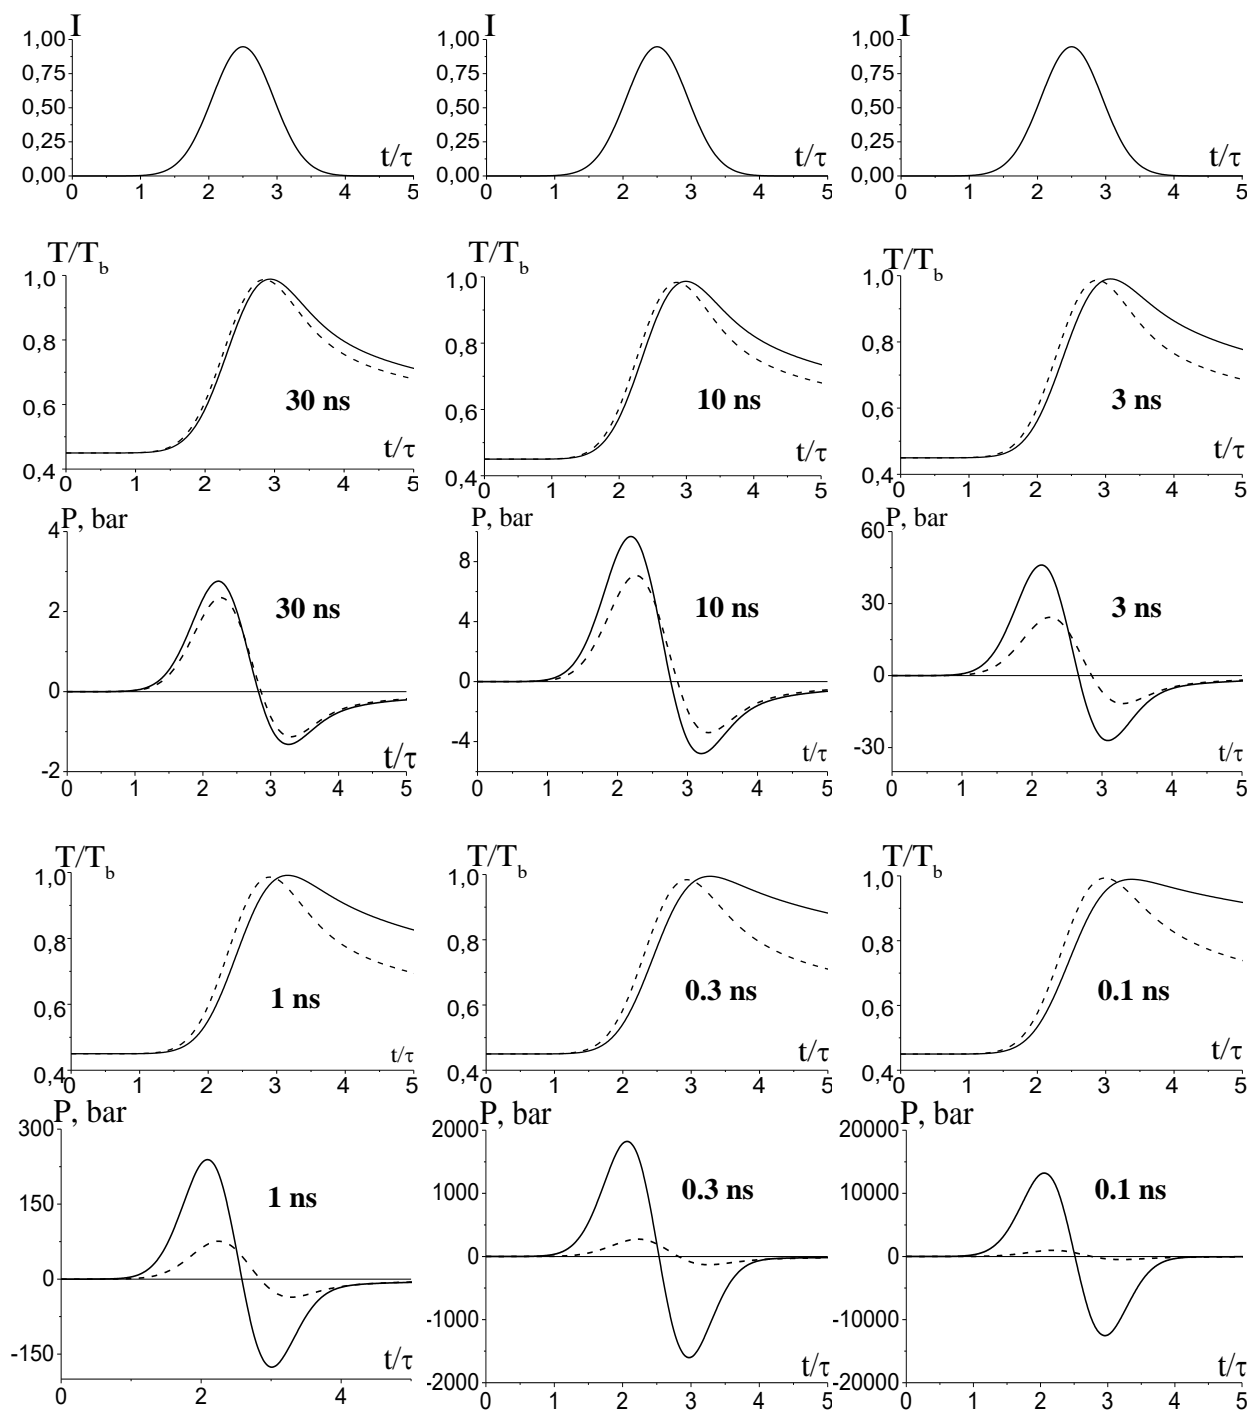 I I I
1,00 1,00 1,00
0,75 0,75 0,75
0,50 0,50 0,50
0,25 0,25 0,25
t/τ t/τ t/τ
0,00 0,00 0,00
0 1 2 3 4 5 0 1 2 3 4 5 0 1 2 3 4 5
T/T_b T/T_b T/T_b
1,0 1,0 1,0
0,8 0,8 0,8
30 ns 10 ns 3 ns
0,6 0,6 0,6
t/τ t/τ t/τ
0,4 0,4 0,4
0 1 2 3 4 5 0 1 2 3 4 5 0 1 2 3 4 5
P, bar P, bar P, bar
4 8 60
2 4 30
30 ns 10 ns 3 ns
0 0 0
-2 -4 -30
t/τ t/τ t/τ
0 1 2 3 4 5 0 1 2 3 4 5 0 1 2 3 4 5
T/T_b T/T_b T/T_b
1,0 1,0 1,0
0,8 0,8 0,8
1 ns 0.3 ns 0.1 ns
0,6 0,6 0,6
t/τ t/τ t/τ
0,4 0,4 0,4
0 1 2 3 4 5 0 1 2 3 4 5 0 1 2 3 4 5
P, bar P, bar P, bar
300 2000 20000
150 1000 10000
1 ns 0.3 ns 0.1 ns
0 0 0
-150 -1000 -10000
t/τ t/τ t/τ
-2000 -20000
0 2 4 0 1 2 3 4 5 0 1 2 3 4 5